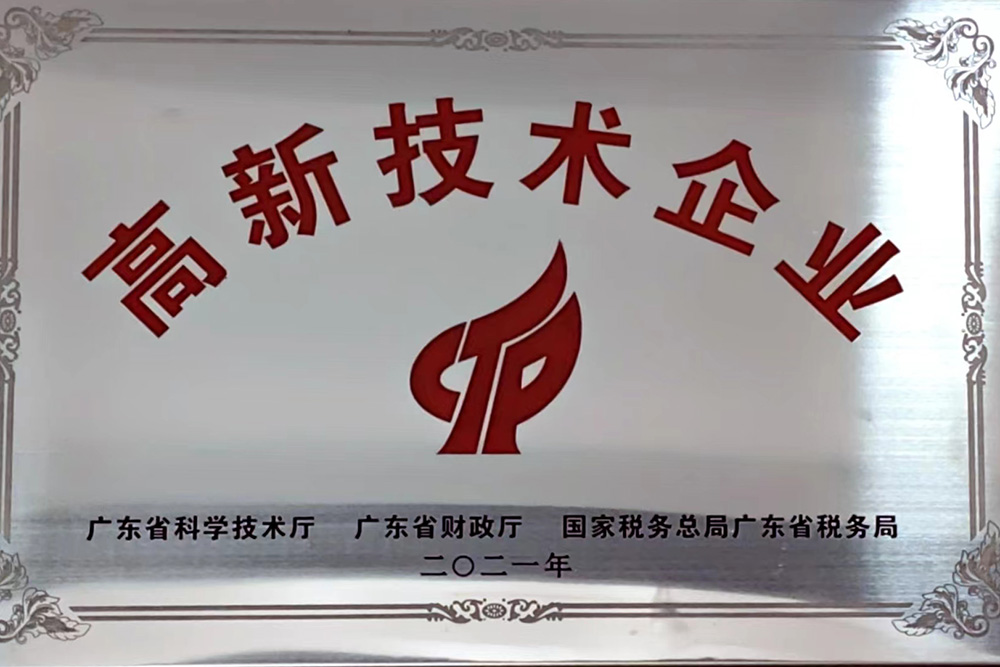 高新技术企业
广东省科学技术厅 广东省财政厅 国家税务总局广东省税务局
二〇二一年